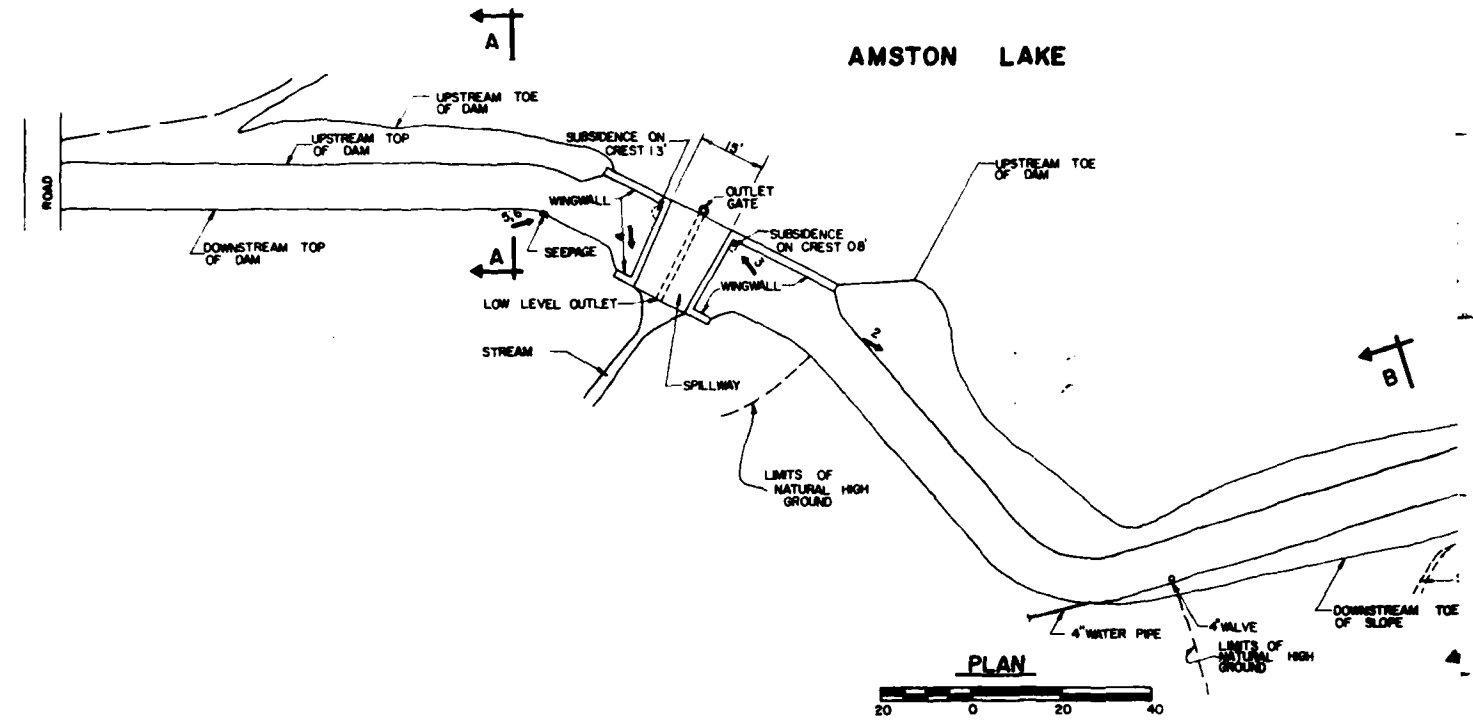 A
AMSTON LAKE
UPSTREAM TOE
OF DAM
UPSTREAM TOP
OF DAM
SUBSIDENCE ON
CREST 1 3'
15'
UPSTREAM TOE
OF DAM
ROAD
WINGWALL
OUTLET
GATE
5,6
4
DOWNSTREAM TOP
OF DAM
SEEPAGE
A
SUBSIDENCE
ON CREST 0 8'
3
WINGWALL
LOW LEVEL OUTLET
STREAM
2
SPILLWAY
B
LIMITS OF
NATURAL HIGH
GROUND
4" WATER PIPE
4" VALVE
DOWNSTREAM TOE
OF SLOPE
LIMITS OF
NATURAL HIGH
GROUND
PLAN
20 0 20 40